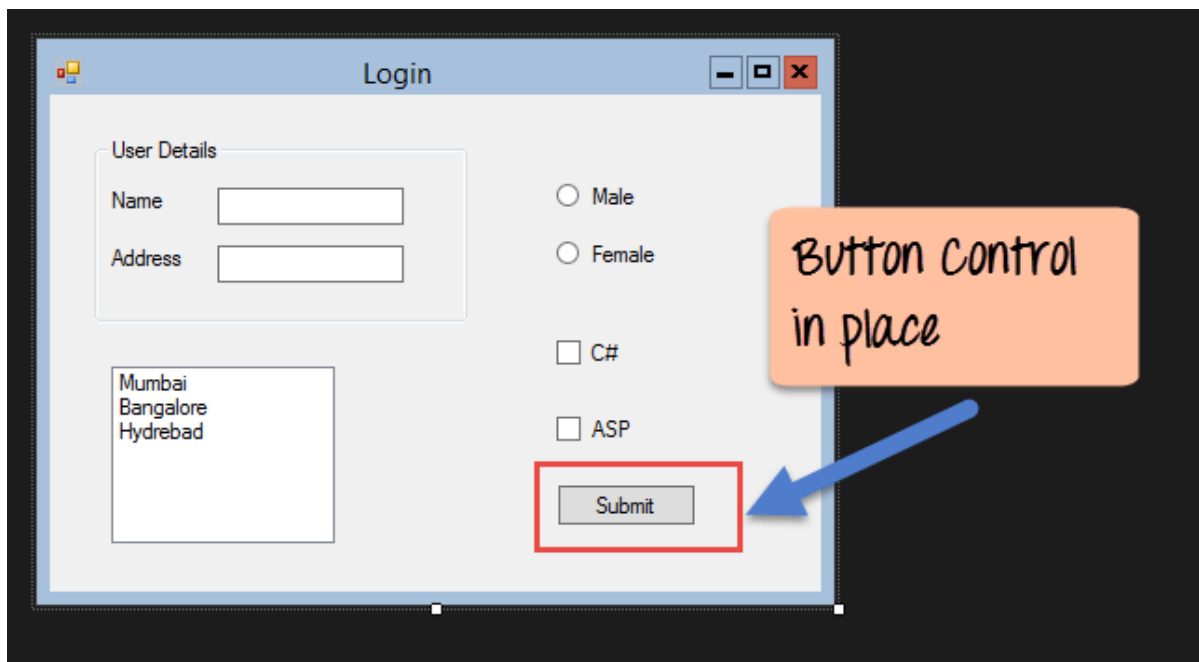 Login
User Details
Name
Address
Male
Female
Button Control
in place
C#
ASP
Mumbai
Bangalore
Hydrebad
Submit